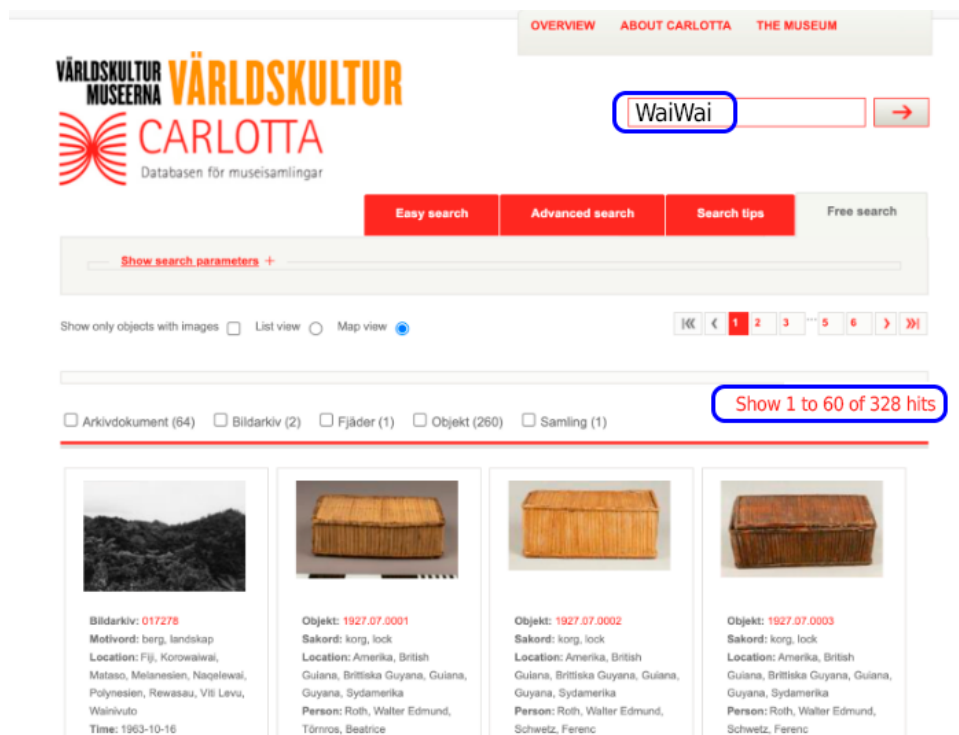 OVERVIEW ABOUT CARLOTTA THE MUSEUM
VÄRLDSKULTUR
MUSEERNA
VÄRLDSKULTUR
CARLOTTA
Databasen för museisamlingar
WaiWai
Easy search Advanced search Search tips Free search
Show search parameters +
Show only objects with images List view Map view
1 2 3 ... 5 6
Show 1 to 60 of 328 hits
Arkivdokument (64) Bildarkiv (2) Fjäder (1) Objekt (260) Samling (1)
Bildarkiv: 017278
Motivord: berg, landskap
Location: Fiji, Korowaiwai,
Mataso, Melanesien, Naqelewai,
Polynesien, Rewasau, Viti Levu,
Wainivuto
Time: 1963-10-16
Objekt: 1927.07.0001
Sakord: korg, lock
Location: Amerika, British
Guiana, Brittiska Guyana, Guiana,
Guyana, Sydamerika
Person: Roth, Walter Edmund,
Törnros, Beatrice
Objekt: 1927.07.0002
Sakord: korg, lock
Location: Amerika, British
Guiana, Brittiska Guyana, Guiana,
Guyana, Sydamerika
Person: Roth, Walter Edmund,
Schwetz, Ferenc
Objekt: 1927.07.0003
Sakord: korg, lock
Location: Amerika, British
Guiana, Brittiska Guyana, Guiana,
Guyana, Sydamerika
Person: Roth, Walter Edmund,
Schwetz, Ferenc